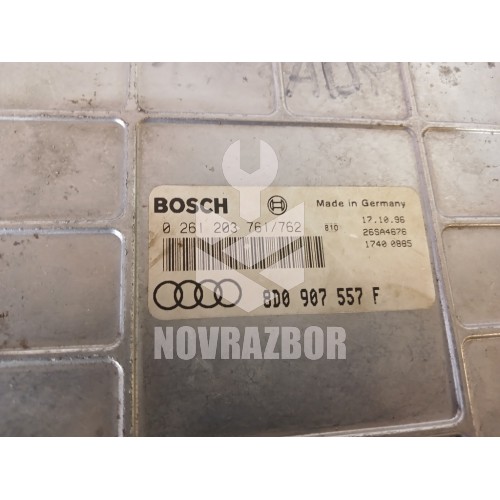 BOSCH Made in Germany
0 261 203 761/762 810 17.10.96
26SA4676
1740 0885
8D0 907 557 F
NOVRAZBOR